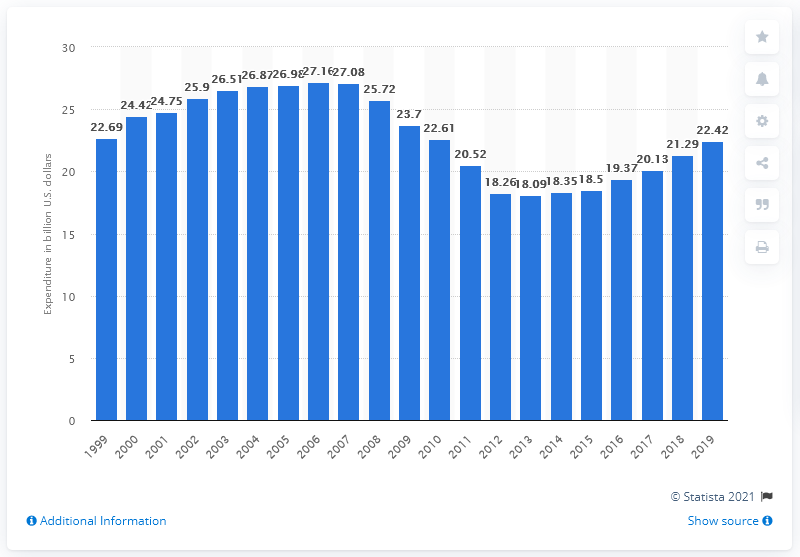 30
25
20
15
10
5
0
Expenditure in billion U.S. dollars
22.69 24.42 24.75 25.9 26.51 26.87 26.98 27.16 27.08 25.72 23.7 22.61 20.52 18.26 18.09 18.35 18.5 19.37 20.13 21.29 22.42
1999 2000 2001 2002 2003 2004 2005 2006 2007 2008 2009 2010 2011 2012 2013 2014 2015 2016 2017 2018 2019
© Statista 2021
Additional Information
Show source